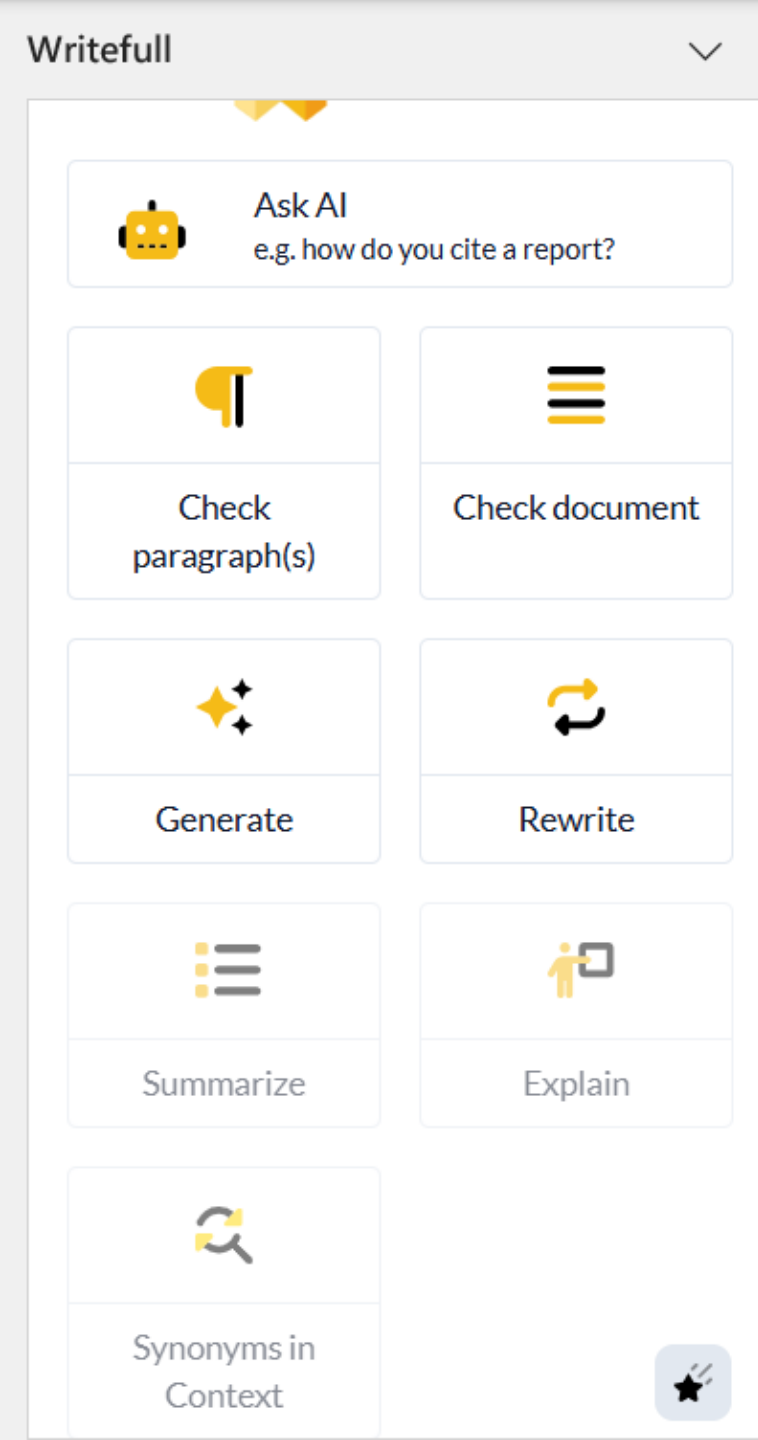 Writefull
Ask AI
e.g. how do you cite a report?
Check
paragraph(s)
Check document
Generate
Rewrite
Summarize
Explain
Synonyms in
Context